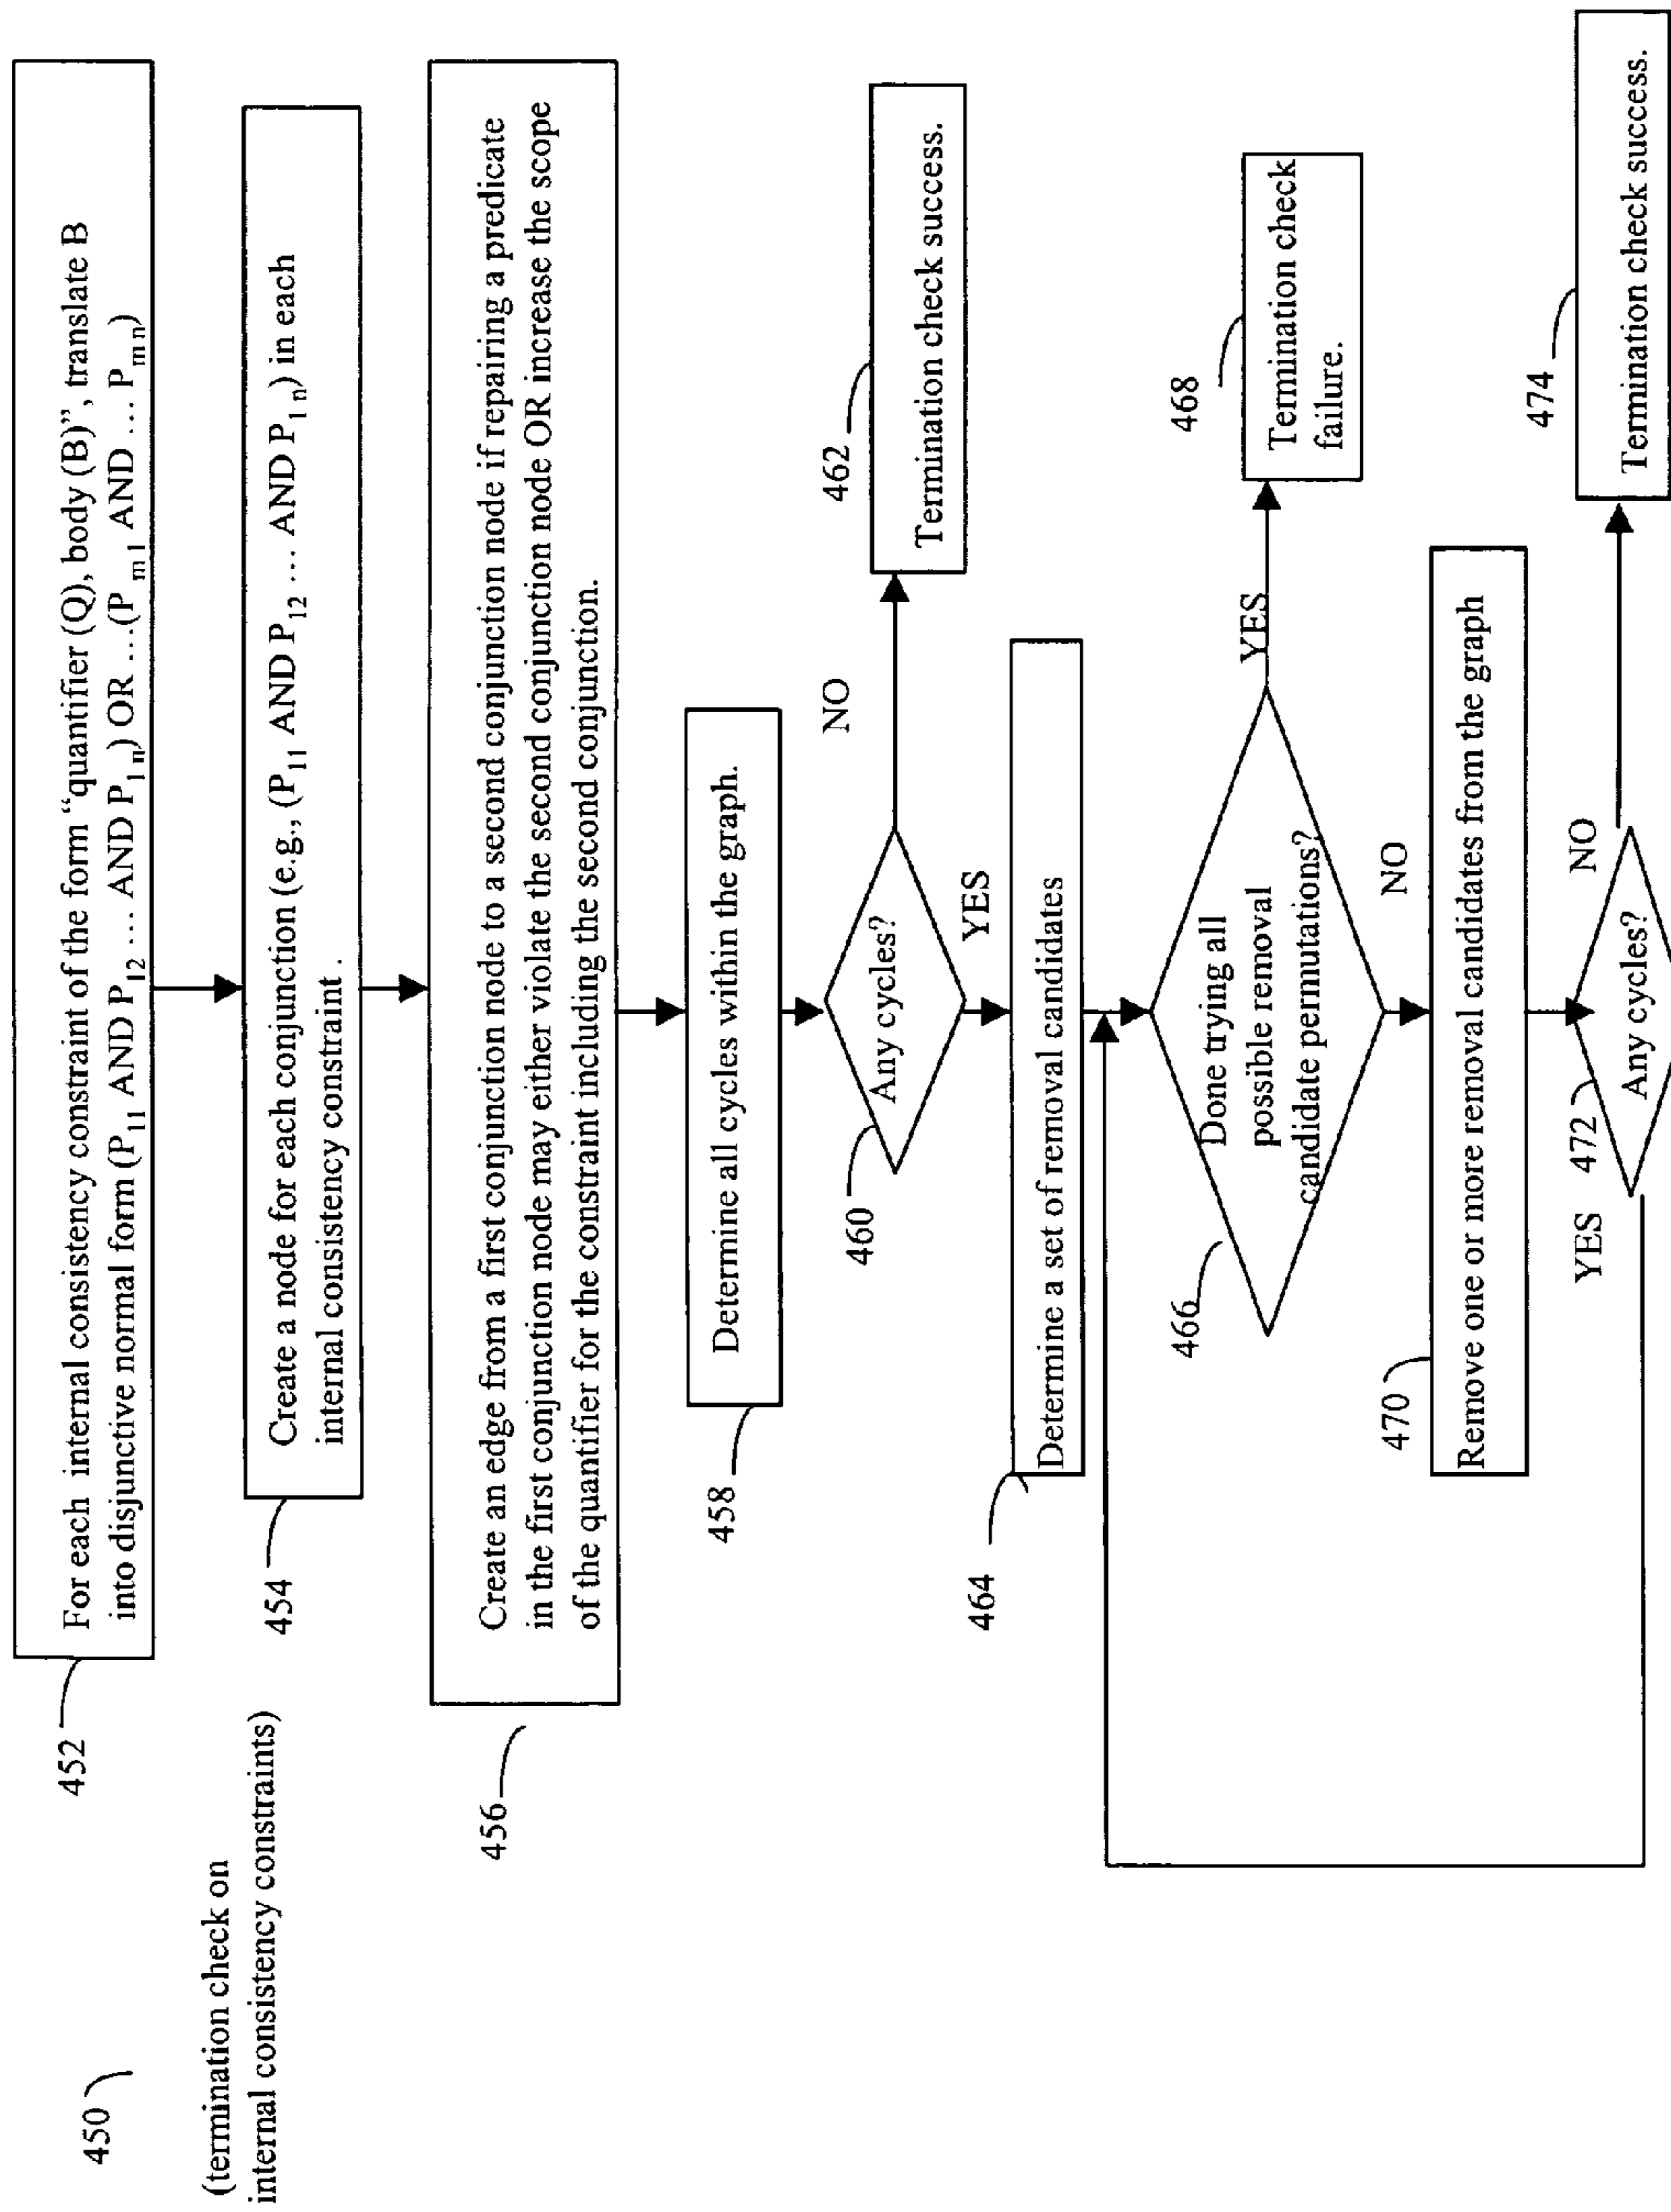 450
(termination check on
internal consistency constraints)
452
For each internal consistency constraint of the form “quantifier (Q), body (B)”, translate B
into disjunctive normal form (P11 AND P12 … AND P1n) OR …(P m1 AND … P mn)
454
Create a node for each conjunction (e.g., (P11 AND P12 … AND P1n) in each
internal consistency constraint .
456
Create an edge from a first conjunction node to a second conjunction node if repairing a predicate
in the first conjunction node may either violate the second conjunction node OR increase the scope
of the quantifier for the constraint including the second conjunction.
458
Determine all cycles within the graph.
460
Any cycles?
NO
462
Termination check success.
YES
464
Determine a set of removal candidates
466
Done trying all
possible removal
candidate permutations?
YES
468
Termination check
failure.
NO
470
Remove one or more removal candidates from the graph
472
Any cycles?
YES
NO
474
Termination check success.